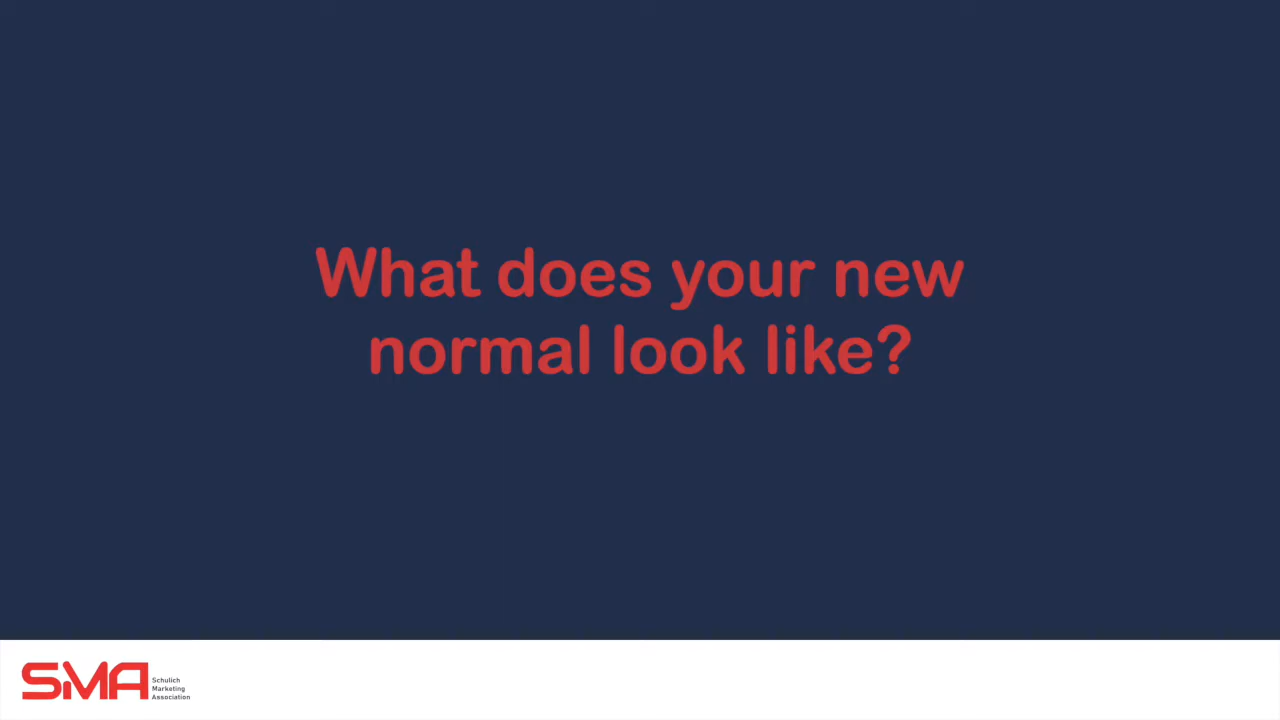 What does your new
normal look like?
SMA
Schulich
Marketing
Association